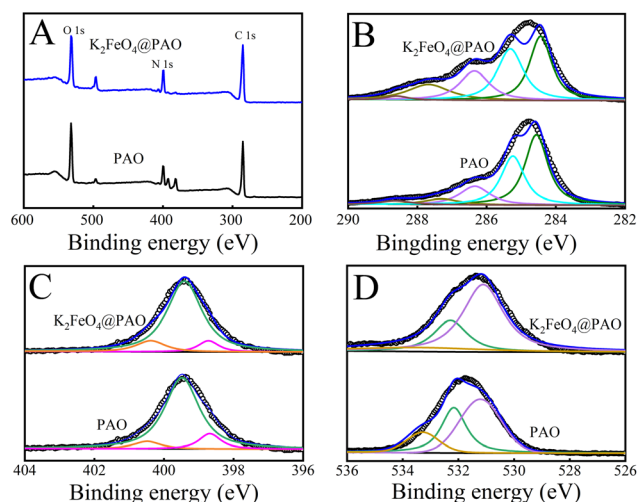 A
O 1s
C 1s
K₂FeO₄@PAO
N 1s
PAO
600 500 400 300 200
Binding energy (eV)
B
K₂FeO₄@PAO
PAO
290 288 286 284 282
Bingding energy (eV)
C
K₂FeO₄@PAO
PAO
404 402 400 398 396
Binding energy (eV)
D
K₂FeO₄@PAO
PAO
536 534 532 530 528 526
Binding energy (eV)